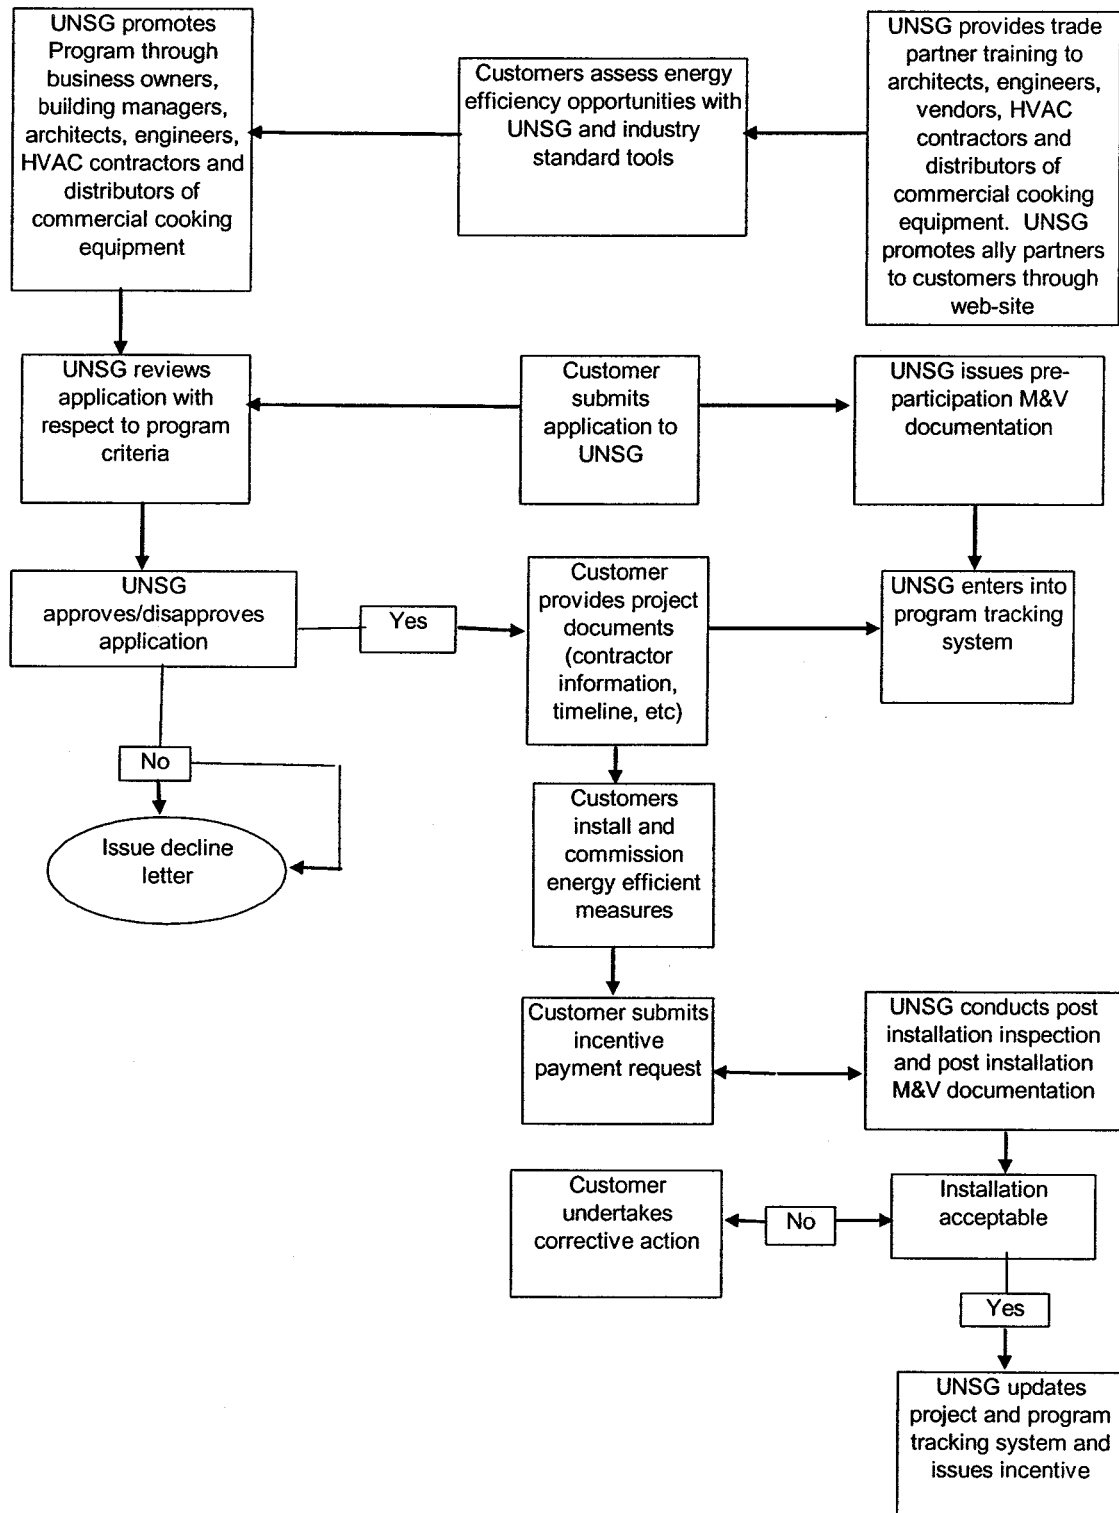 UNSG promotes
Program through
business owners,
building managers,
architects, engineers,
HVAC contractors and
distributors of
commercial cooking
equipment
Customers assess energy
efficiency opportunities with
UNSG and industry
standard tools
UNSG provides trade
partner training to
architects, engineers,
vendors, HVAC
contractors and
distributors of
commercial cooking
equipment. UNSG
promotes ally partners
to customers through
web-site
UNSG reviews
application with
respect to program
criteria
Customer
submits
application to
UNSG
UNSG issues pre-
participation M&V
documentation
UNSG
approves/disapproves
application
Yes
Customer
provides project
documents
(contractor
information,
timeline, etc)
UNSG enters into
program tracking
system
No
Issue decline
letter
Customers
install and
commission
energy efficient
measures
Customer submits
incentive
payment request
UNSG conducts post
installation inspection
and post installation
M&V documentation
Customer
undertakes
corrective action
No
Installation
acceptable
Yes
UNSG updates
project and program
tracking system and
issues incentive